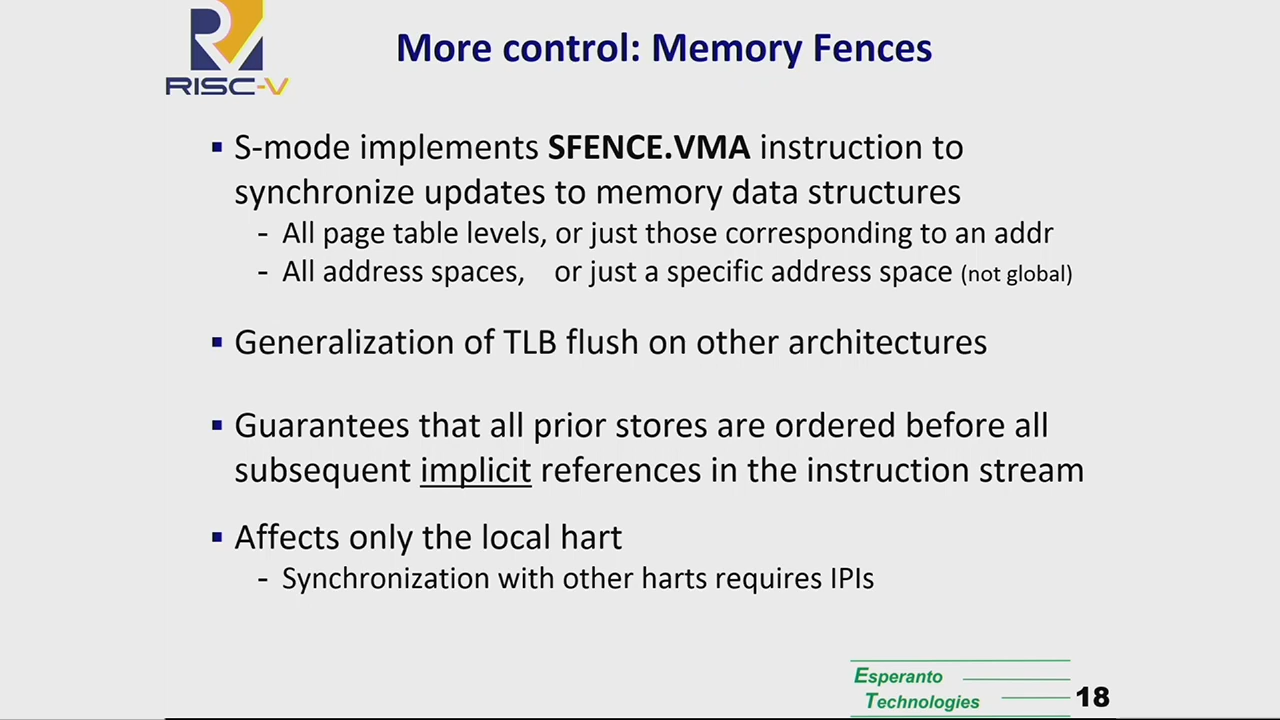 RISC-V
More control: Memory Fences
▪ S-mode implements SFENCE.VMA instruction to
synchronize updates to memory data structures
- All page table levels, or just those corresponding to an addr
- All address spaces, or just a specific address space (not global)
▪ Generalization of TLB flush on other architectures
▪ Guarantees that all prior stores are ordered before all
subsequent implicit references in the instruction stream
▪ Affects only the local hart
- Synchronization with other harts requires IPIs
Esperanto
Technologies
18